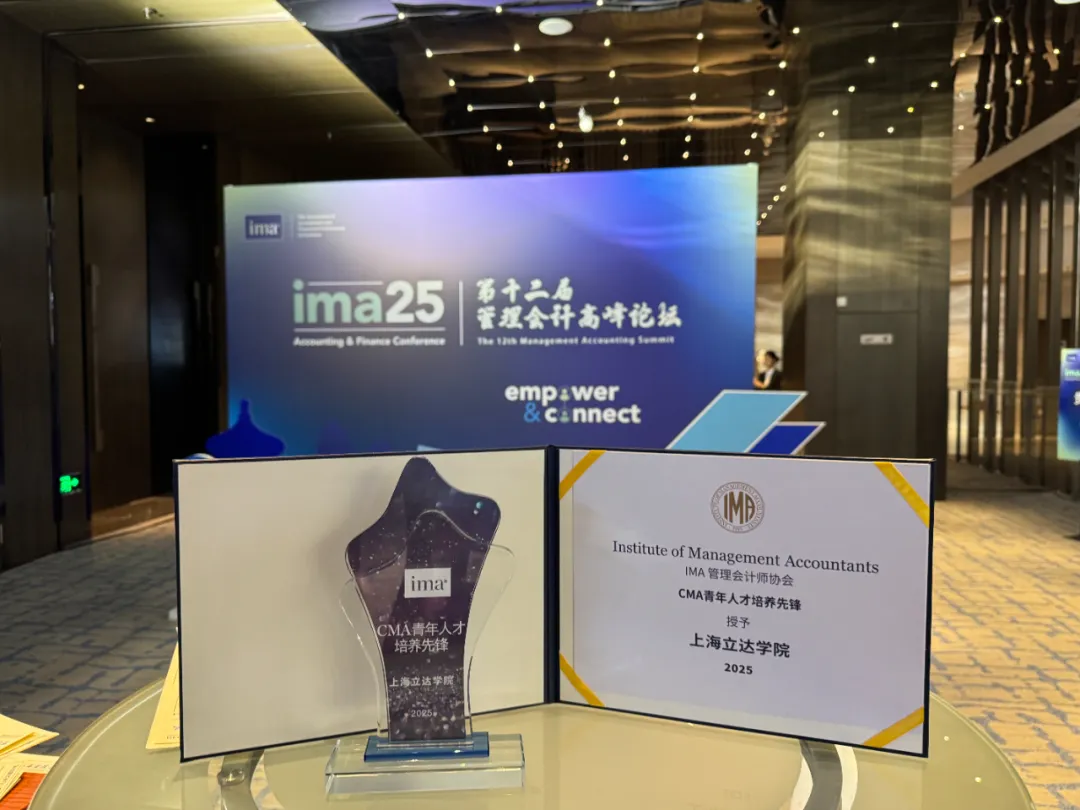 ima
ima25
Accounting & Finance Conference
第十二届
管理会计高峰论坛
The 12th Management Accounting Summit
empower
& connect
ima
CMA青年人才
培养先锋
上海立达学院
2025
IMA
Institute of Management Accountants
IMA 管理会计师协会
CMA青年人才培养先锋
授予
上海立达学院
2025